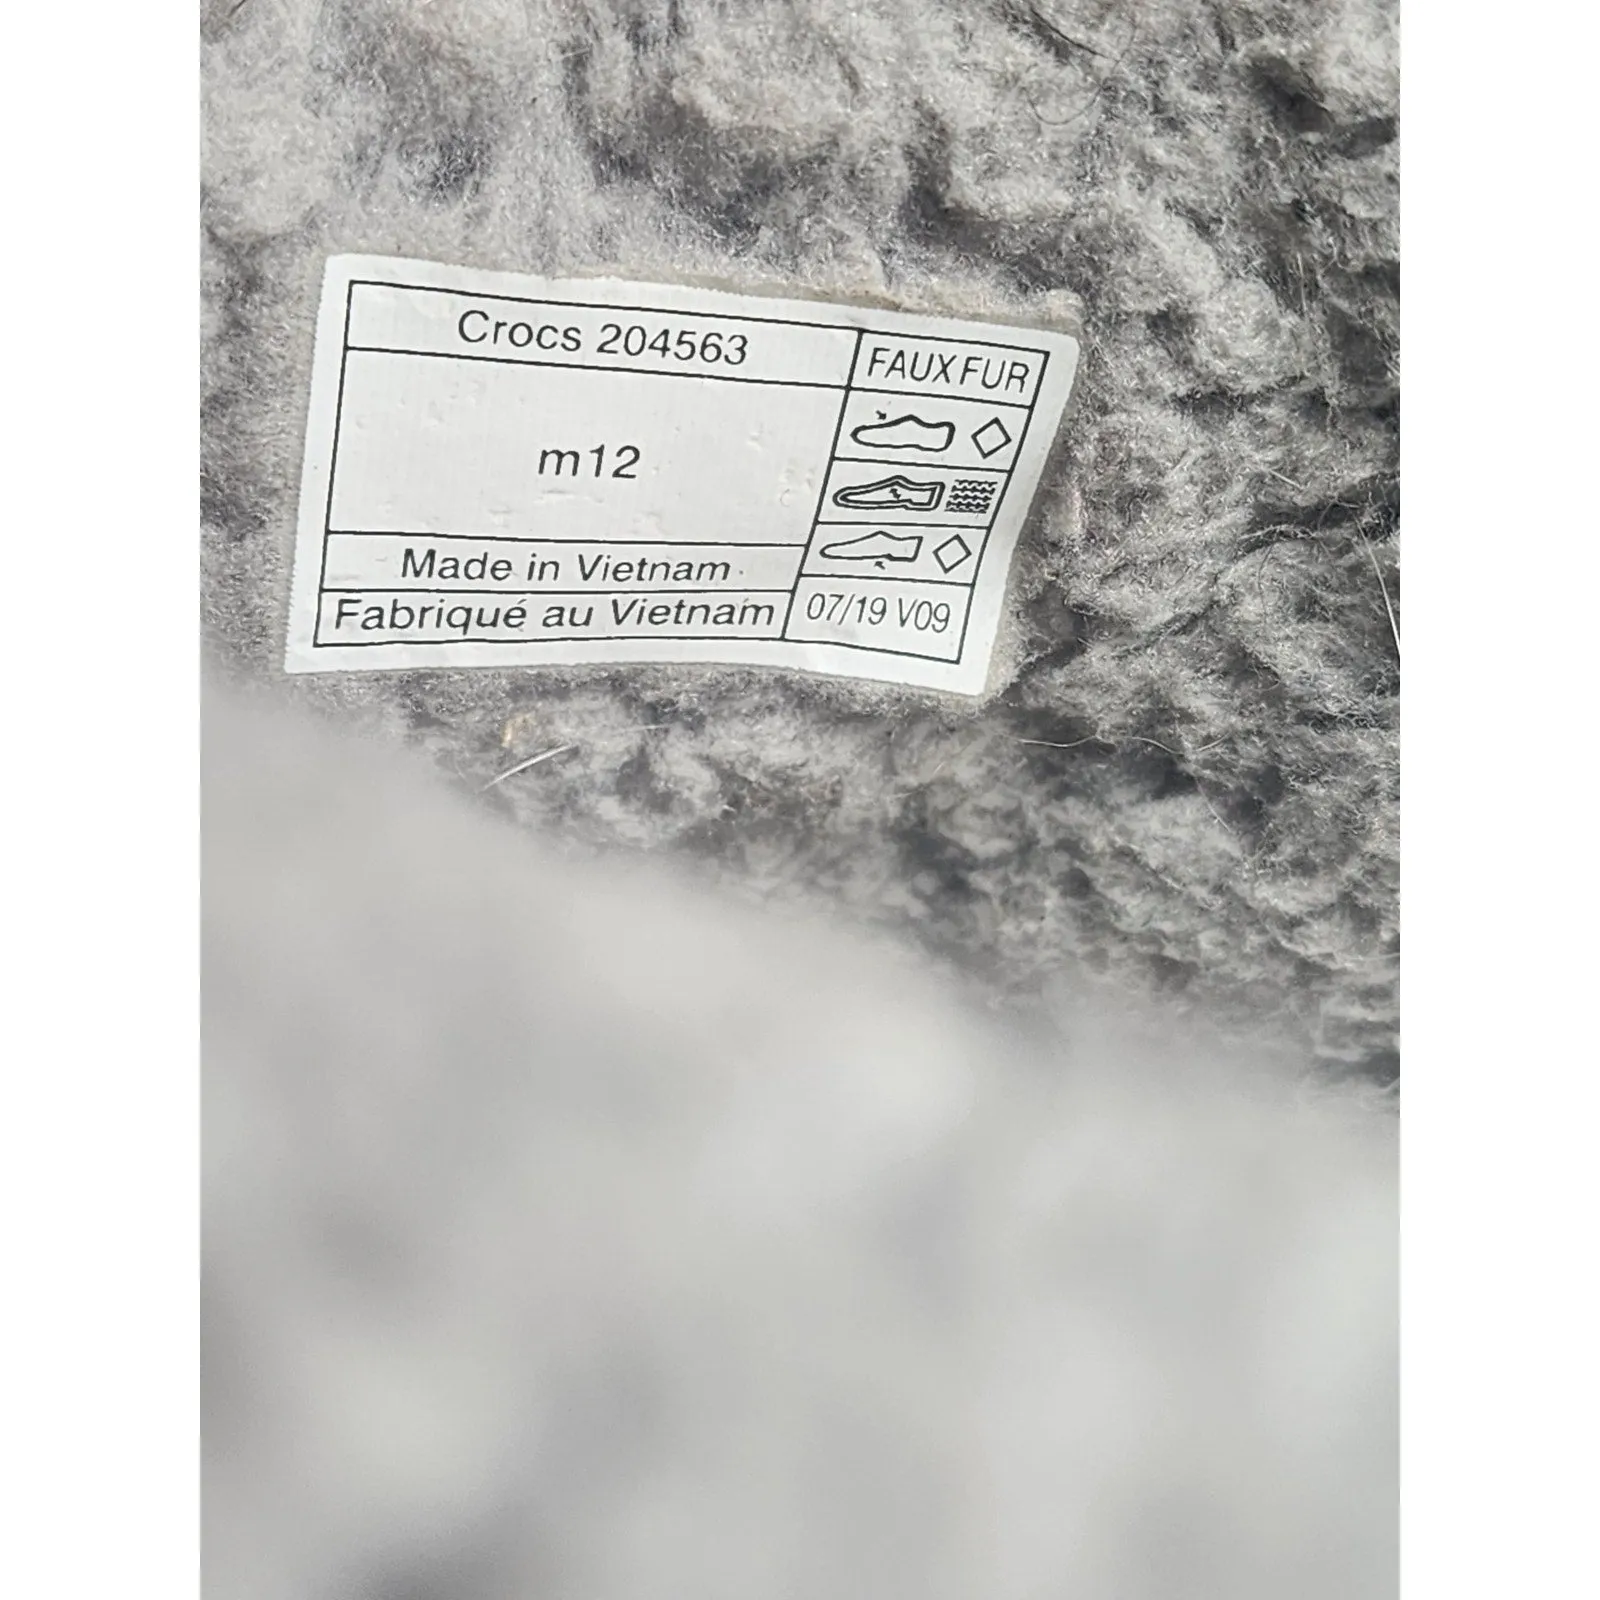 Crocs 204563
FAUX FUR
m12
Made in Vietnam
Fabriqué au Vietnam
07/19 V09